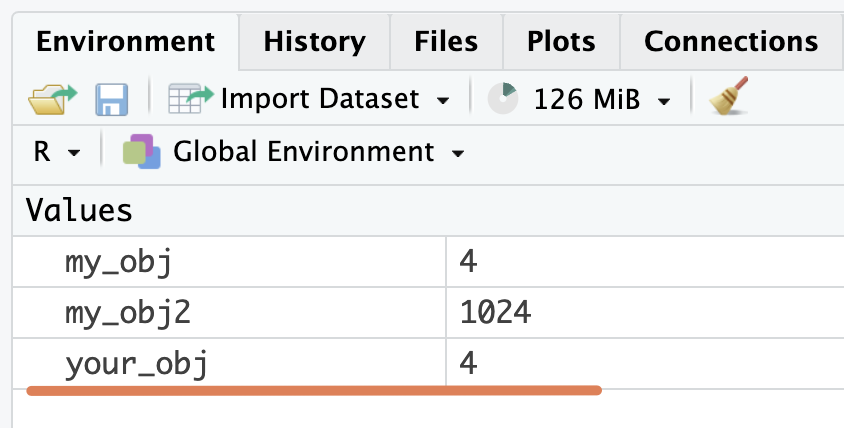 Environment History Files Plots Connections
Import Dataset 126 MiB
R Global Environment
Values
my_obj 4
my_obj2 1024
your_obj 4